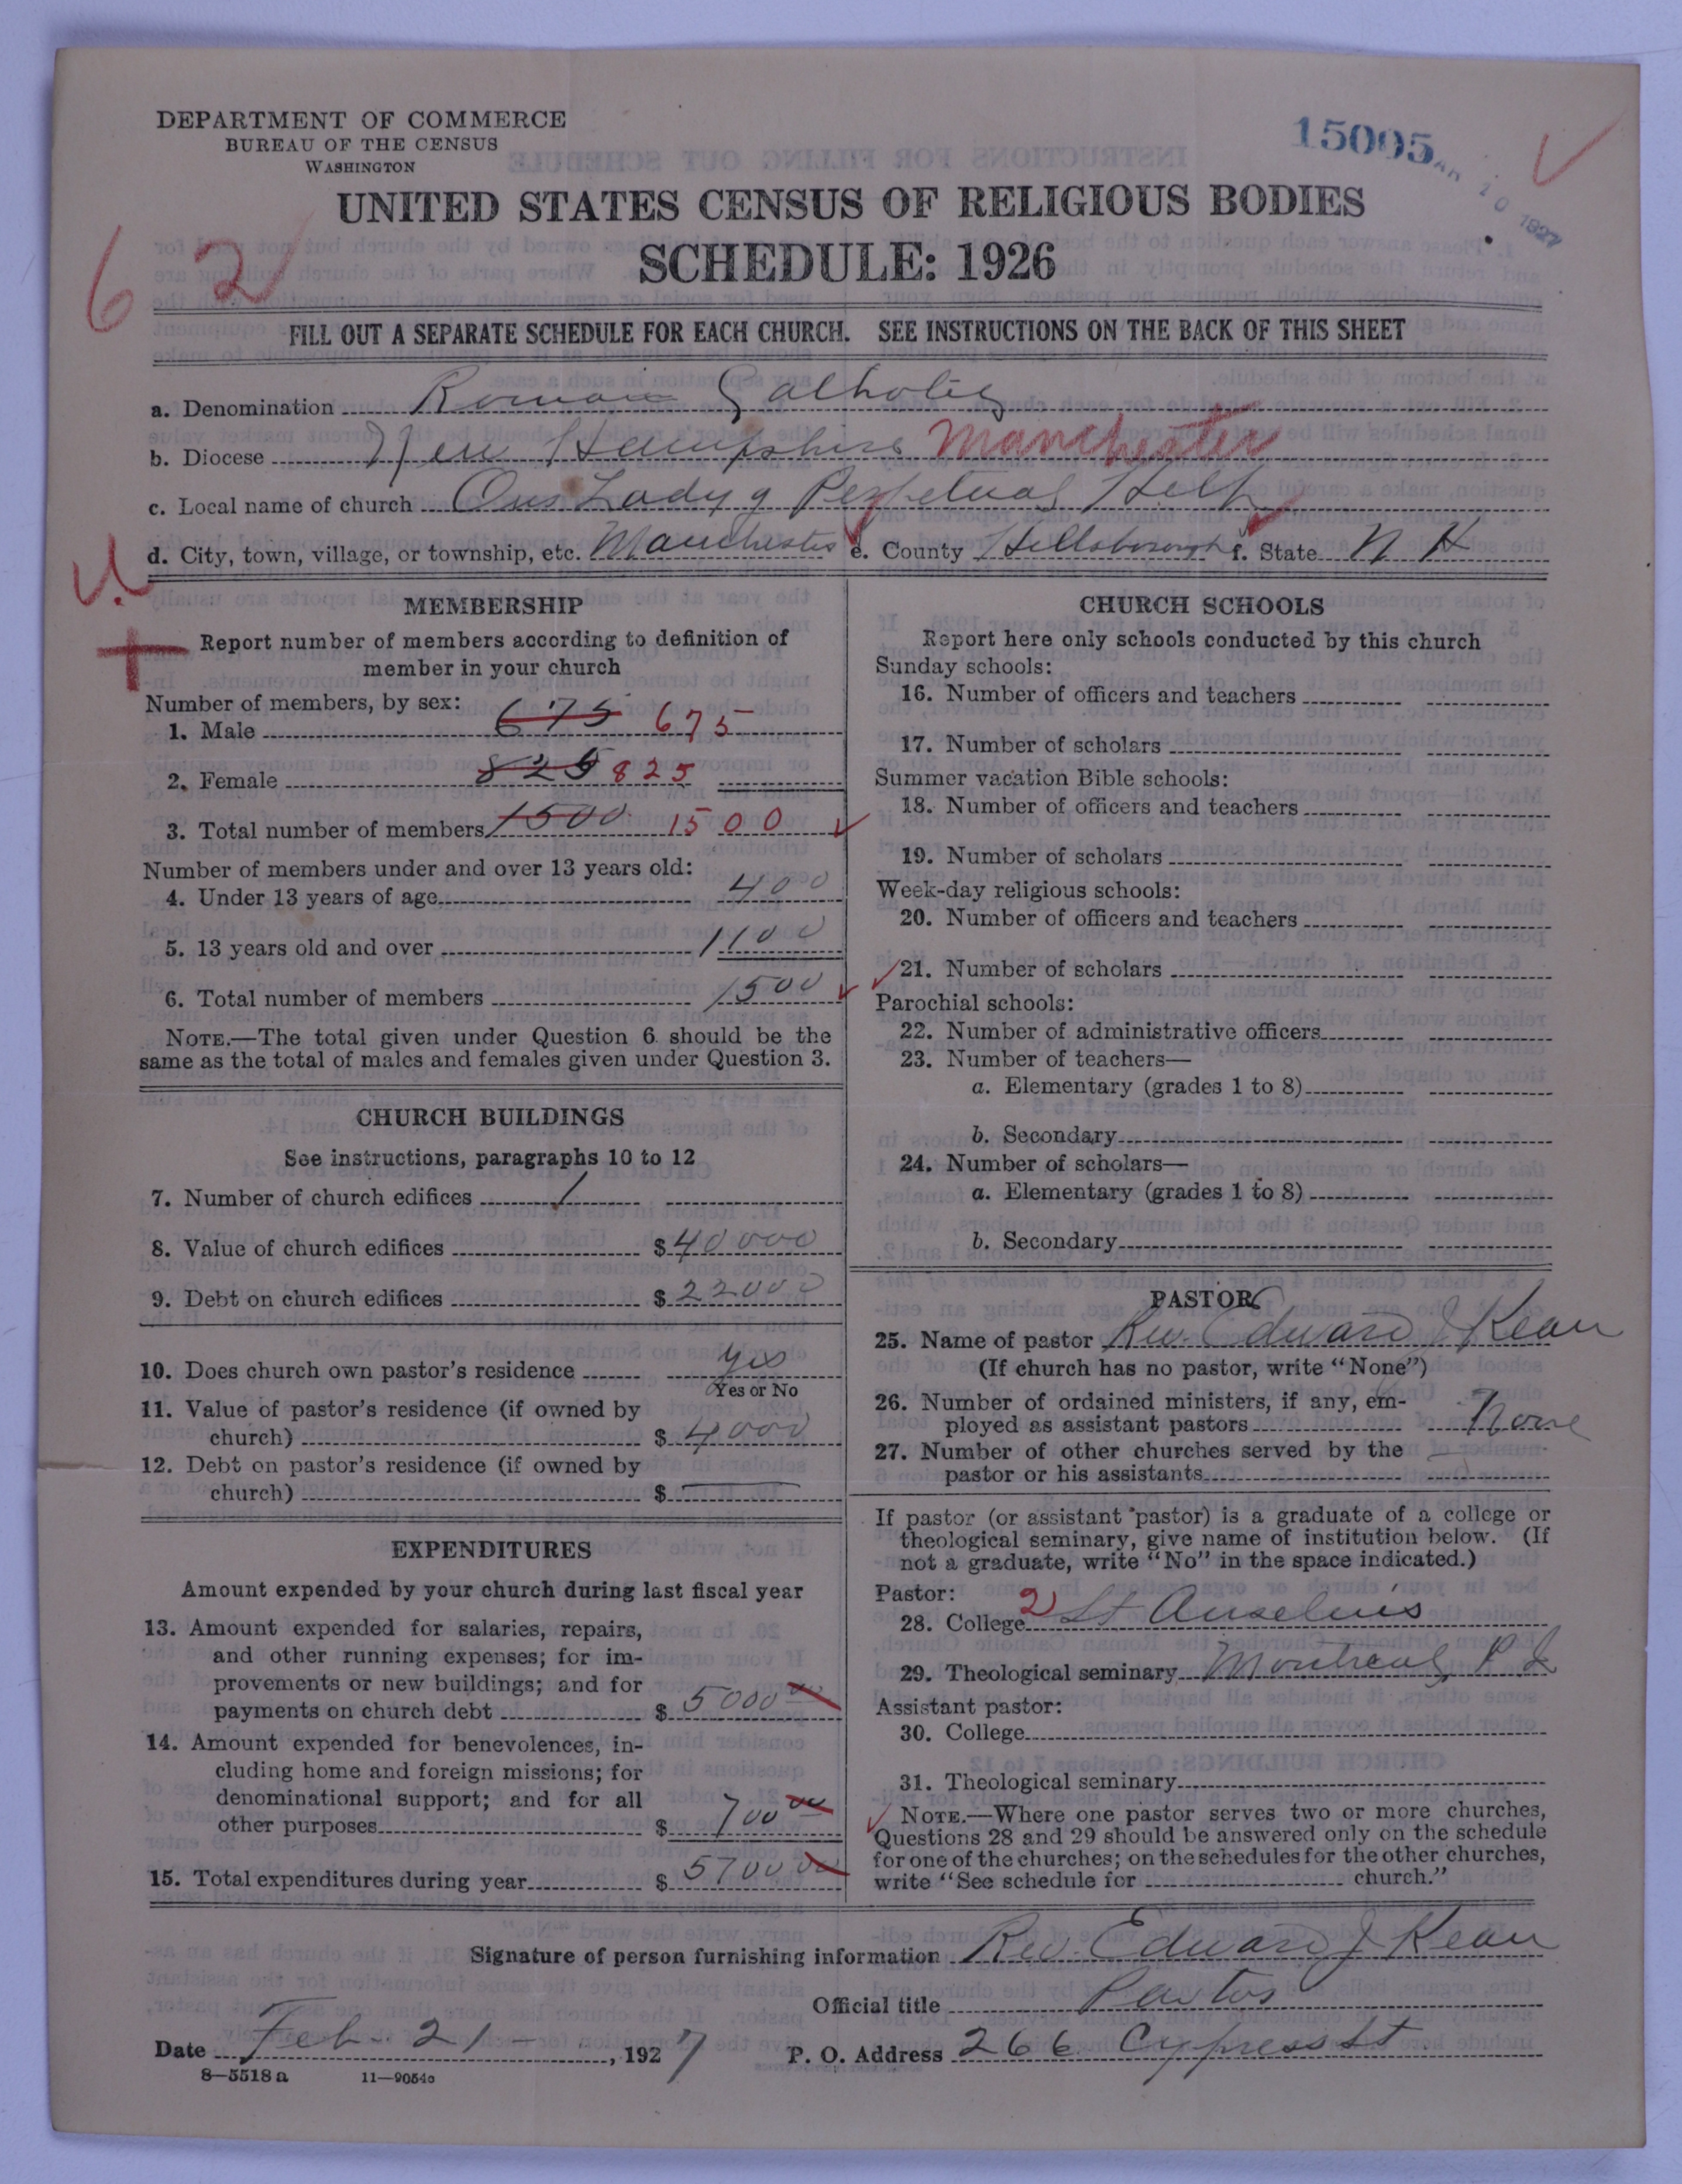 DEPARTMENT OF COMMERCE
BUREAU OF THE CENSUS
WASHINGTON
15095
10 1927
UNITED STATES CENSUS OF RELIGIOUS BODIES
SCHEDULE: 1926
62
FILL OUT A SEPARATE SCHEDULE FOR EACH CHURCH. SEE INSTRUCTIONS ON THE BACK OF THIS SHEET
a. Denomination Roman Catholic
b. Diocese New Hampshire Manchester
c. Local name of church Our Lady of Perpetual Help
d. City, town, village, or township, etc. Manchester e. County Hillsborough f. State N H
MEMBERSHIP
Report number of members according to definition of
member in your church
Number of members, by sex:
1. Male 675 675
2. Female 825 825
3. Total number of members 1500 1500
Number of members under and over 13 years old:
4. Under 13 years of age 400
5. 13 years old and over 1100
6. Total number of members 1500
NOTE.—The total given under Question 6 should be the
same as the total of males and females given under Question 3.
CHURCH BUILDINGS
See instructions, paragraphs 10 to 12
7. Number of church edifices 1
8. Value of church edifices $ 40000
9. Debt on church edifices $ 22000
10. Does church own pastor's residence yes
Yes or No
11. Value of pastor's residence (if owned by
church) $ 4000
12. Debt on pastor's residence (if owned by
church) $ —
EXPENDITURES
Amount expended by your church during last fiscal year
13. Amount expended for salaries, repairs,
and other running expenses; for im-
provements or new buildings; and for
payments on church debt $ 5000 00
14. Amount expended for benevolences, in-
cluding home and foreign missions; for
denominational support; and for all
other purposes $ 700 00
15. Total expenditures during year $ 5700 00
CHURCH SCHOOLS
Report here only schools conducted by this church
Sunday schools:
16. Number of officers and teachers
17. Number of scholars
Summer vacation Bible schools:
18. Number of officers and teachers
19. Number of scholars
Week-day religious schools:
20. Number of officers and teachers
21. Number of scholars
Parochial schools:
22. Number of administrative officers
23. Number of teachers—
a. Elementary (grades 1 to 8)
b. Secondary
24. Number of scholars—
a. Elementary (grades 1 to 8)
b. Secondary
PASTOR
25. Name of pastor Rev. Edward J Kean
(If church has no pastor, write "None")
26. Number of ordained ministers, if any, em-
ployed as assistant pastors None
27. Number of other churches served by the
pastor or his assistants —
If pastor (or assistant pastor) is a graduate of a college or
theological seminary, give name of institution below. (If
not a graduate, write "No" in the space indicated.)
Pastor:
28. College 2 St Anselm's
29. Theological seminary Montreal P
Assistant pastor:
30. College
31. Theological seminary
NOTE.—Where one pastor serves two or more churches,
Questions 28 and 29 should be answered only on the schedule
for one of the churches; on the schedules for the other churches,
write "See schedule for church."
Signature of person furnishing information Rev. Edward J Kean
Official title Pastor
Date Feb - 21 - , 1927 P. O. Address 266 Cypress St
8—5518a 11—9054c